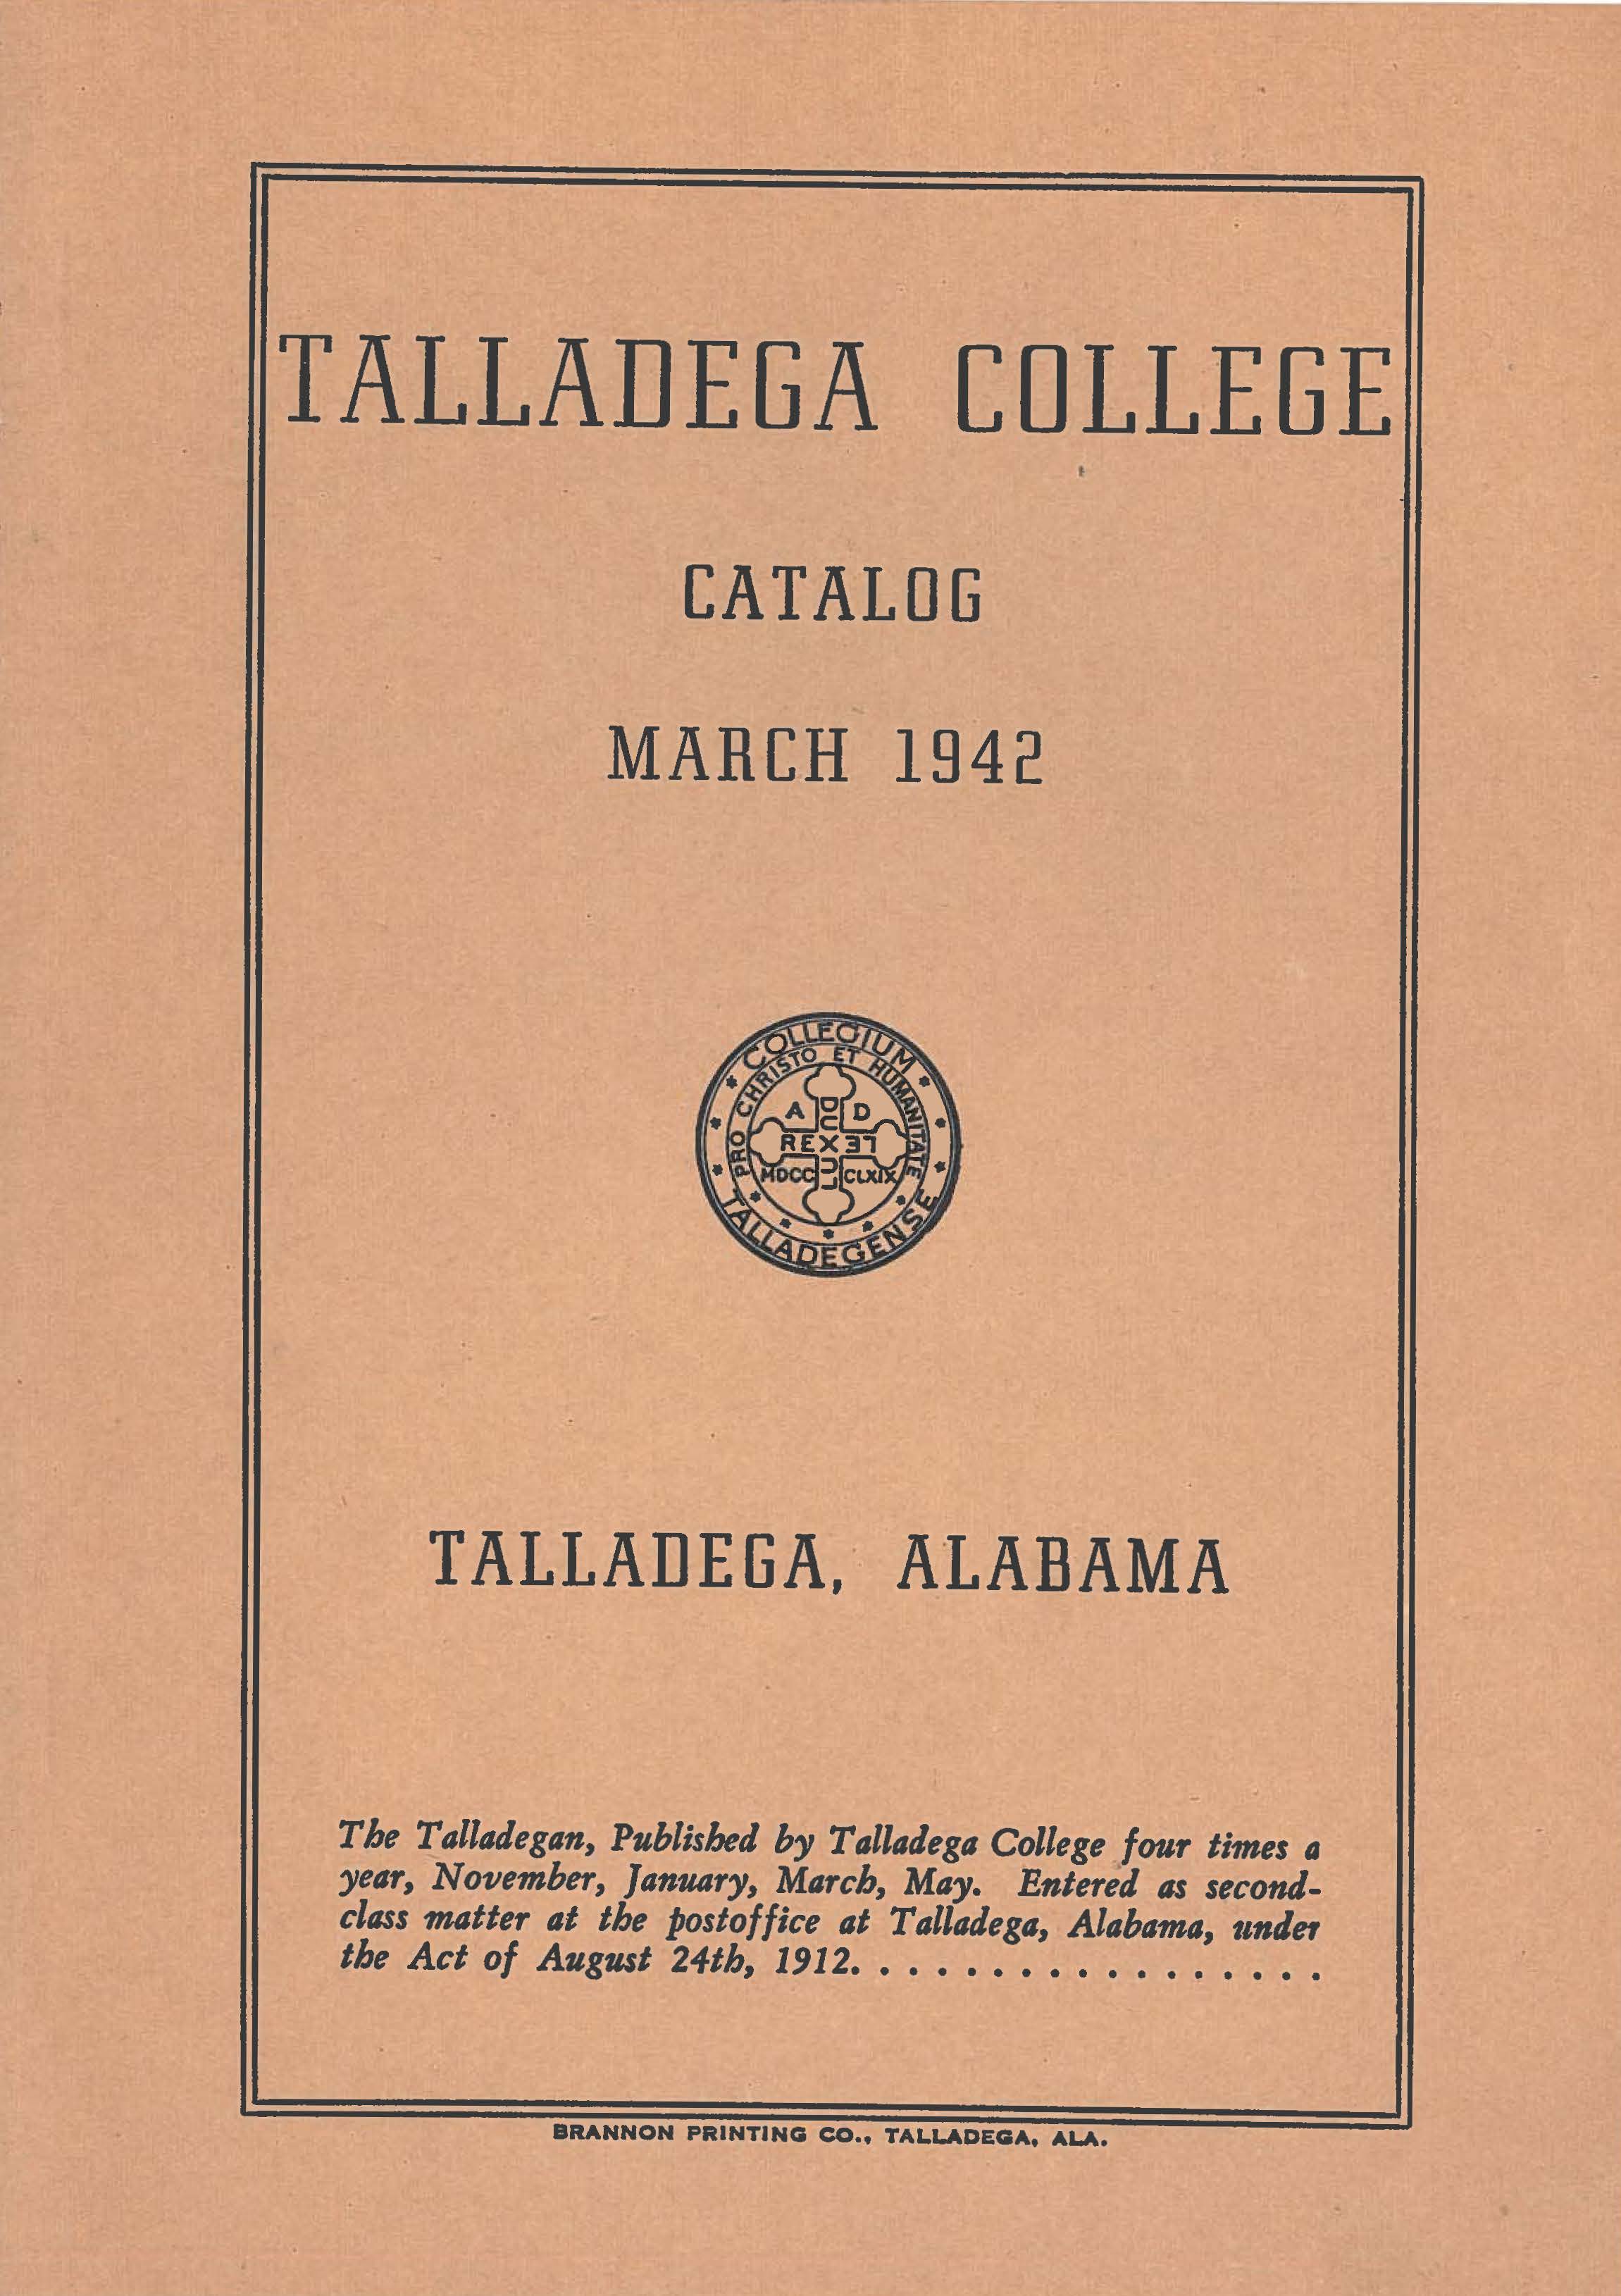 TALLADEGA COLLEGE
CATALOG
MARCH 1942
COLLEGIUM
PRO CHRISTO ET HUMANITATE
A D
REX
MDCCCLXIX
TALLADEGENSE
TALLADEGA, ALABAMA
The Talladegan, Published by Talladega College four times a
year, November, January, March, May. Entered as second-
class matter at the postoffice at Talladega, Alabama, under
the Act of August 24th, 1912. . . . . . . . . . . . . . . . .
BRANNON PRINTING CO., TALLADEGA, ALA.